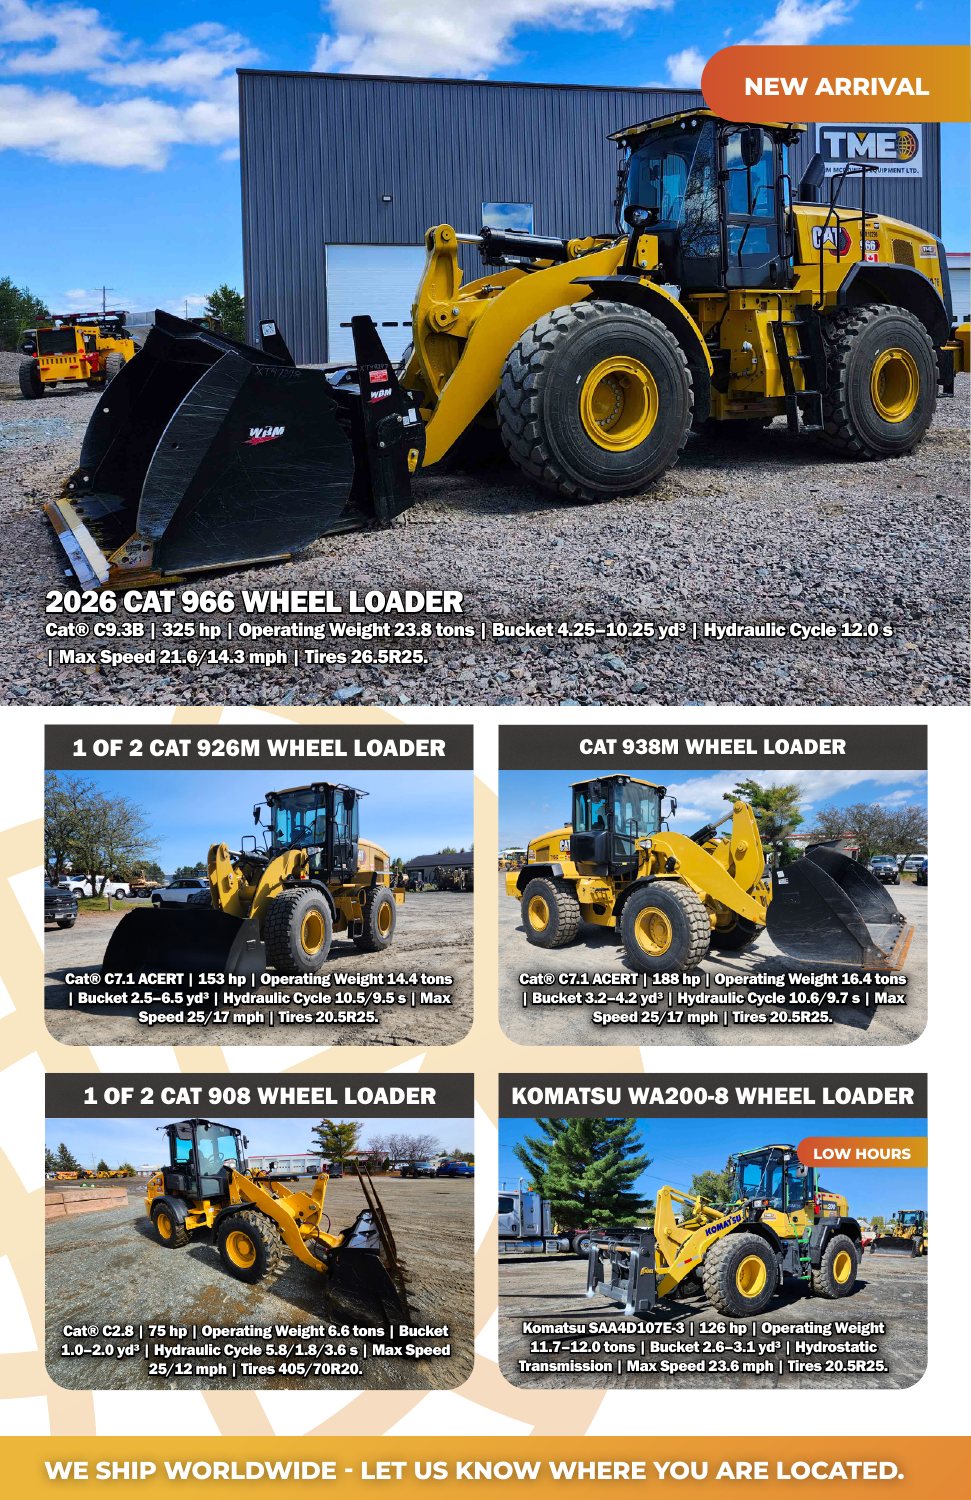 NEW ARRIVAL
TME
EQUIPMENT LTD.
CAT
966
WBM
WBM
2026 CAT 966 WHEEL LOADER
Cat® C9.3B | 325 hp | Operating Weight 23.8 tons | Bucket 4.25–10.25 yd³ | Hydraulic Cycle 12.0 s
| Max Speed 21.6/14.3 mph | Tires 26.5R25.
1 OF 2 CAT 926M WHEEL LOADER
Cat® C7.1 ACERT | 153 hp | Operating Weight 14.4 tons
| Bucket 2.5–6.5 yd³ | Hydraulic Cycle 10.5/9.5 s | Max
Speed 25/17 mph | Tires 20.5R25.
CAT 938M WHEEL LOADER
Cat® C7.1 ACERT | 188 hp | Operating Weight 16.4 tons
| Bucket 3.2–4.2 yd³ | Hydraulic Cycle 10.6/9.7 s | Max
Speed 25/17 mph | Tires 20.5R25.
1 OF 2 CAT 908 WHEEL LOADER
Cat® C2.8 | 75 hp | Operating Weight 6.6 tons | Bucket
1.0–2.0 yd³ | Hydraulic Cycle 5.8/1.8/3.6 s | Max Speed
25/12 mph | Tires 405/70R20.
KOMATSU WA200-8 WHEEL LOADER
LOW HOURS
KOMATSU
Komatsu SAA4D107E-3 | 126 hp | Operating Weight
11.7–12.0 tons | Bucket 2.6–3.1 yd³ | Hydrostatic
Transmission | Max Speed 23.6 mph | Tires 20.5R25.
WE SHIP WORLDWIDE - LET US KNOW WHERE YOU ARE LOCATED.